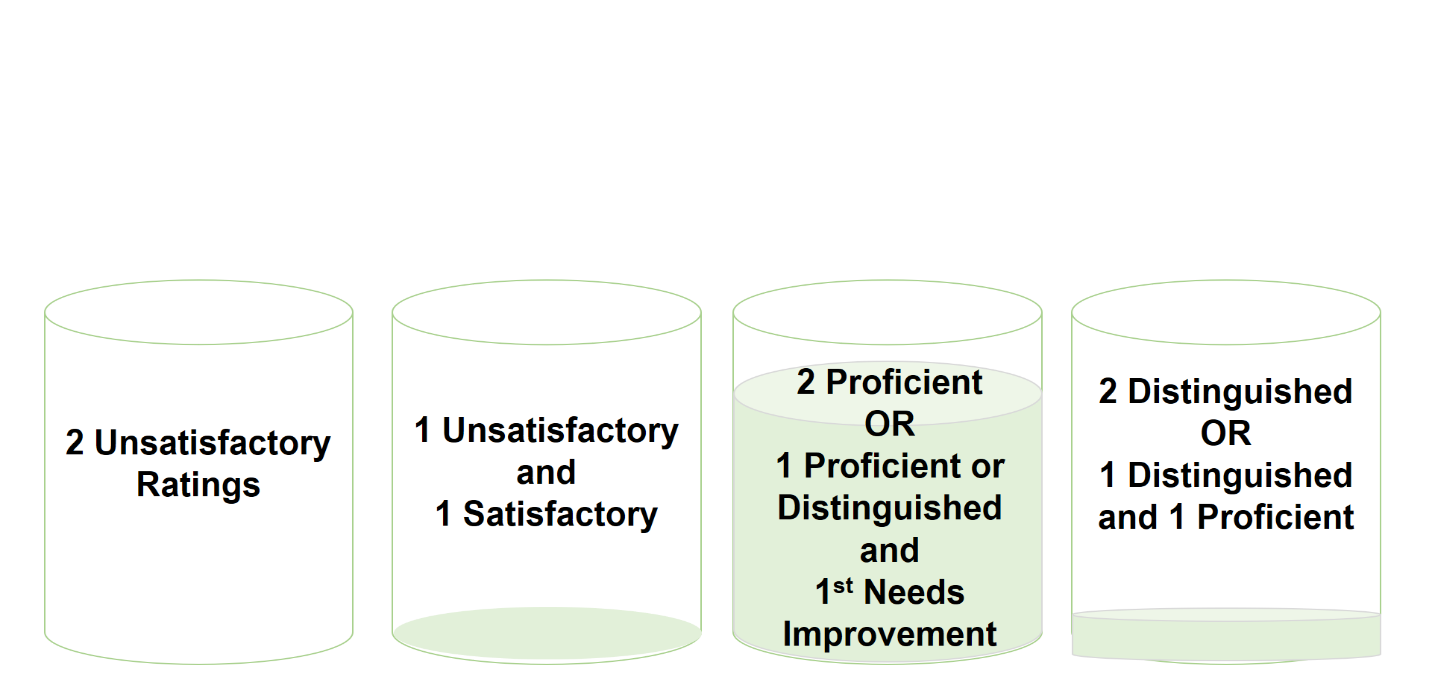 2 Unsatisfactory
Ratings
1 Unsatisfactory
and
1 Satisfactory
2 Proficient
OR
1 Proficient or
Distinguished
and
1st Needs
Improvement
2 Distinguished
OR
1 Distinguished
and 1 Proficient